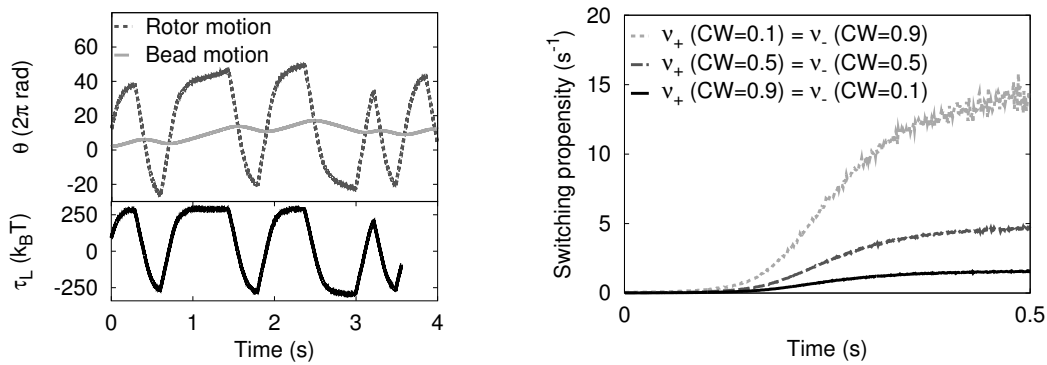 Rotor motion
Bead motion
60
40
20
0
-20
θ (2π rad)
250
0
-250
τL (kBT)
0 1 2 3 4
Time (s)
20
15
10
5
0
Switching propensity (s-1)
ν+ (CW=0.1) = ν- (CW=0.9)
ν+ (CW=0.5) = ν- (CW=0.5)
ν+ (CW=0.9) = ν- (CW=0.1)
0 0.5
Time (s)